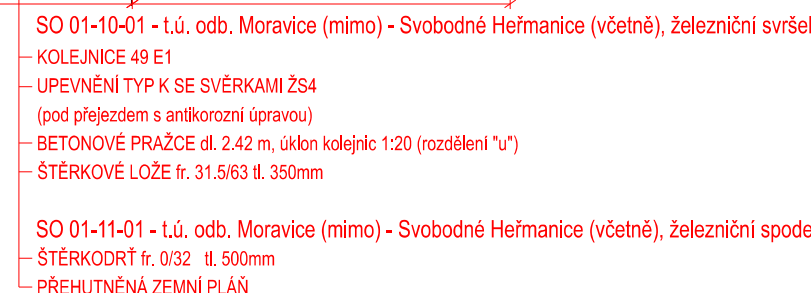 SO 01-10-01 - t.ú. odb. Moravice (mimo) - Svobodné Heřmanice (včetně), železniční svršel
KOLEJNICE 49 E1
UPEVNĚNÍ TYP K SE SVĚRKAMI ŽS4
(pod přejezdem s antikorozní úpravou)
BETONOVÉ PRAŽCE dl. 2.42 m, úklon kolejnic 1:20 (rozdělení "u")
ŠTĚRKOVÉ LOŽE fr. 31.5/63 tl. 350mm
SO 01-11-01 - t.ú. odb. Moravice (mimo) - Svobodné Heřmanice (včetně), železniční spode
ŠTĚRKODRŤ fr. 0/32 tl. 500mm
PŘEHUTNĚNÁ ZEMNÍ PLÁŇ